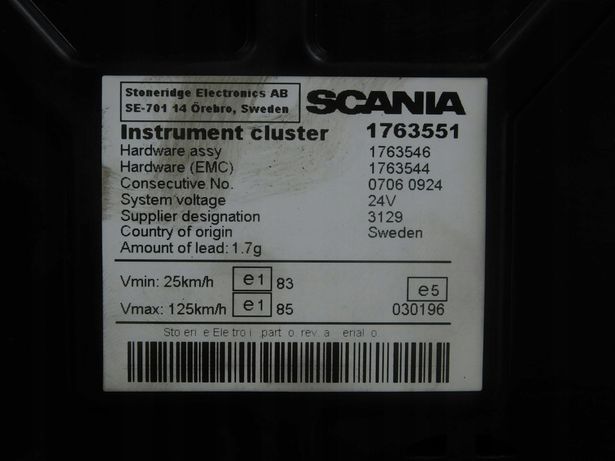 Stoneridge Electronics AB
SE-701 14 Örebro, Sweden
SCANIA
Instrument cluster 1763551
Hardware assy 1763546
Hardware (EMC) 1763544
Consecutive No. 0706 0924
System voltage 24V
Supplier designation 3129
Country of origin Sweden
Amount of lead: 1.7g
Vmin: 25km/h e1 83
e5
Vmax: 125km/h e1 85 030196